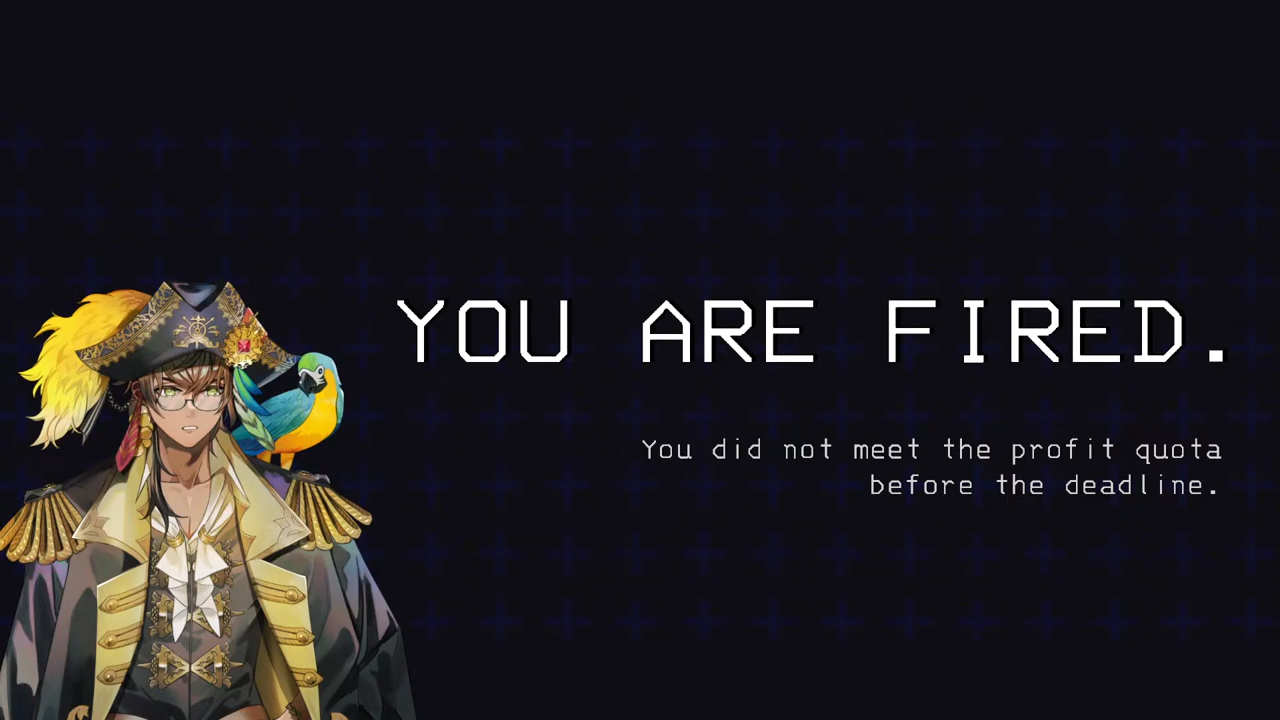 YOU ARE FIRED.
You did not meet the profit quota
before the deadline.